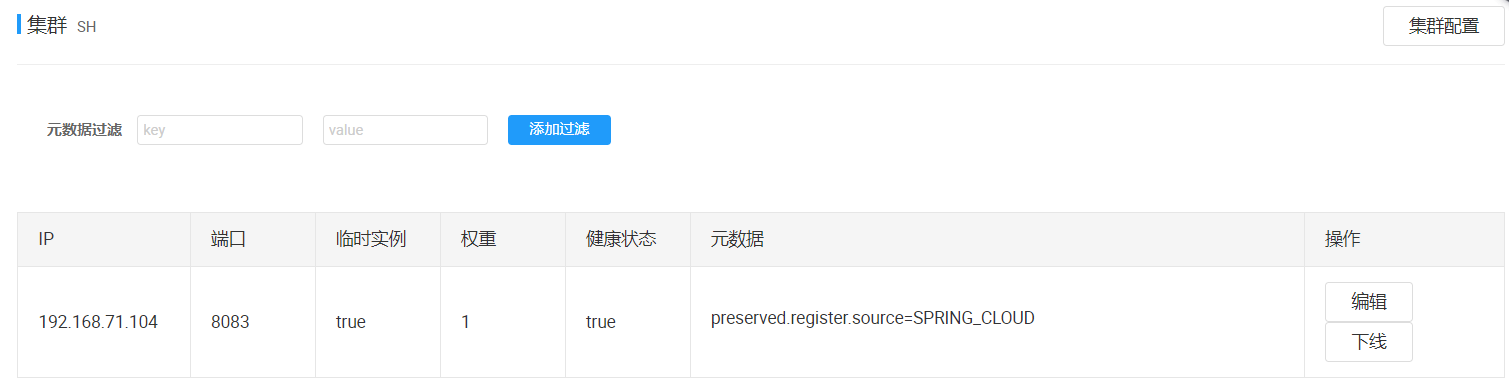 集群 SH
集群配置
元数据过滤 key value 添加过滤
IP 端口 临时实例 权重 健康状态 元数据 操作
192.168.71.104 8083 true 1 true preserved.register.source=SPRING_CLOUD 编辑
下线